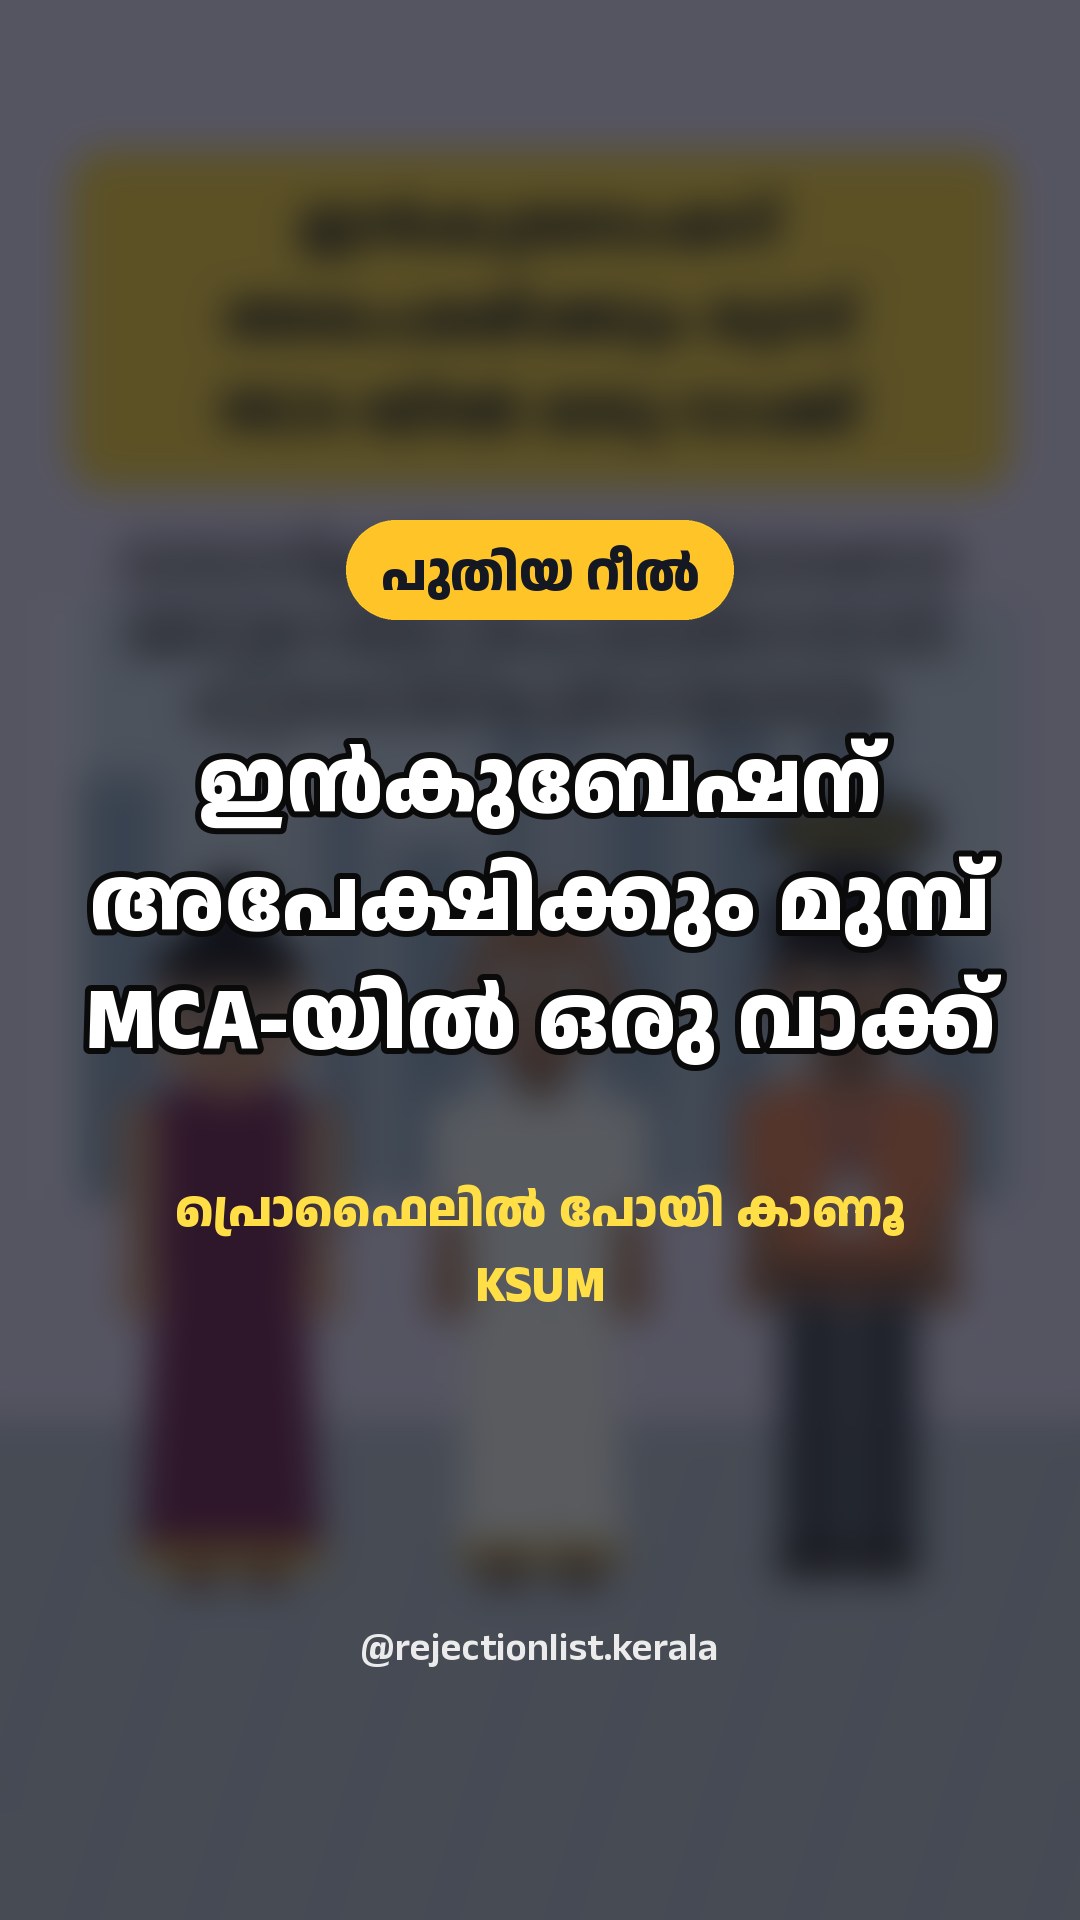 പുതിയ റീൽ
ഇൻകുബേഷന്
അപേക്ഷിക്കും മുമ്പ്
MCA-യിൽ ഒരു വാക്ക്
പ്രൊഫൈലിൽ പോയി കാണൂ
KSUM
@rejectionlist.kerala